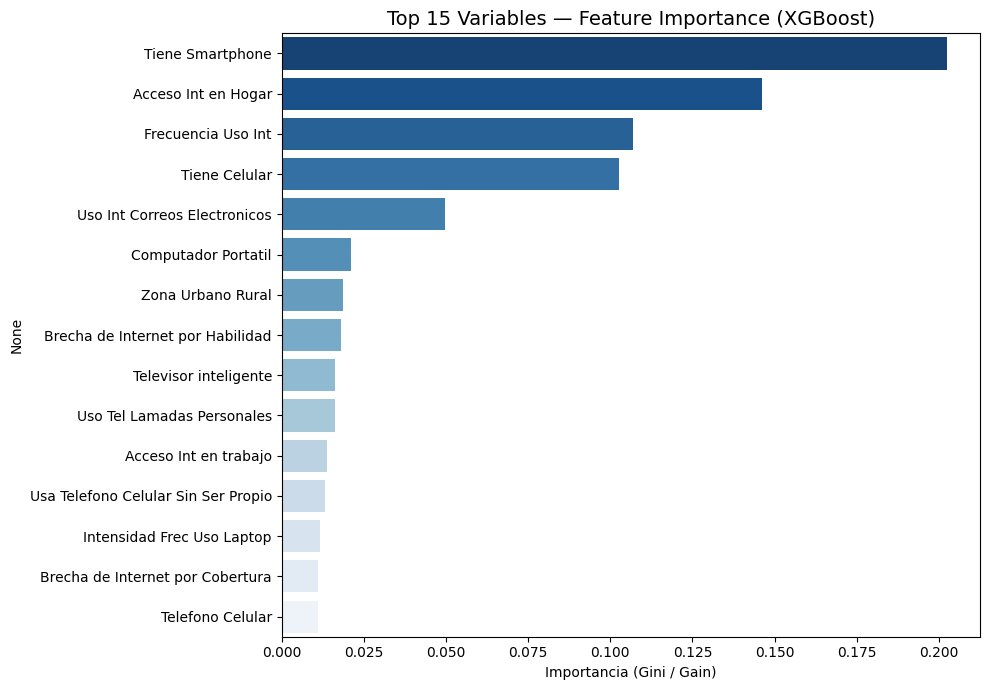 Top 15 Variables — Feature Importance (XGBoost)
Tiene Smartphone
Acceso Int en Hogar
Frecuencia Uso Int
Tiene Celular
Uso Int Correos Electronicos
Computador Portatil
Zona Urbano Rural
Brecha de Internet por Habilidad
Televisor inteligente
Uso Tel Lamadas Personales
Acceso Int en trabajo
Usa Telefono Celular Sin Ser Propio
Intensidad Frec Uso Laptop
Brecha de Internet por Cobertura
Telefono Celular
None
0.000 0.025 0.050 0.075 0.100 0.125 0.150 0.175 0.200
Importancia (Gini / Gain)